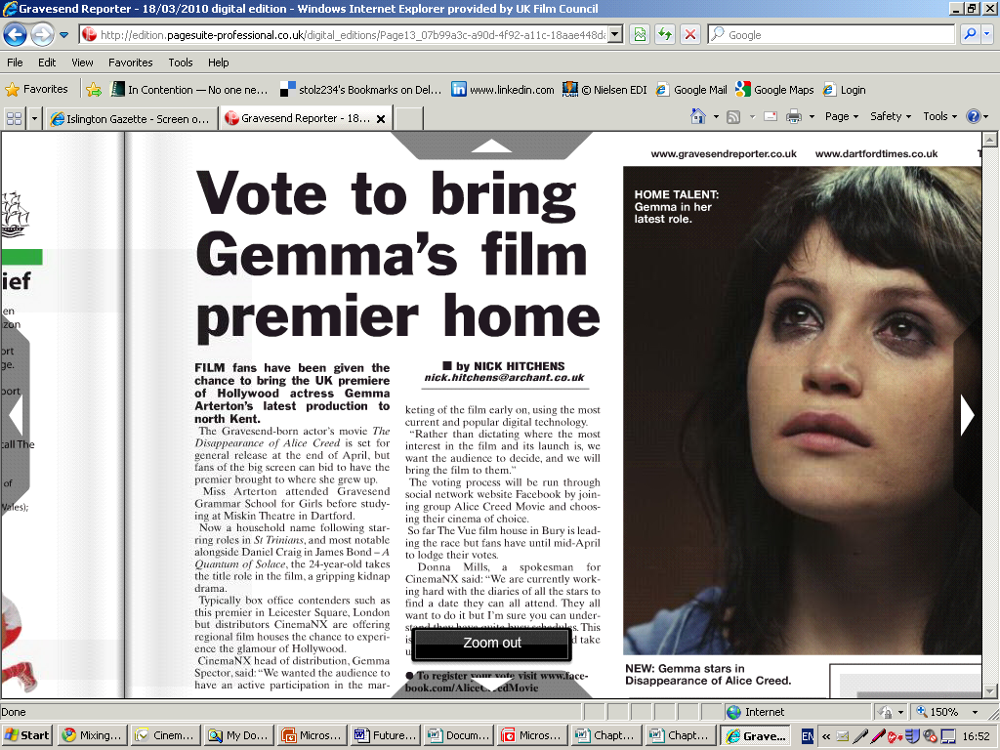 Gravesend Reporter - 18/03/2010 digital edition - Windows Internet Explorer provided by UK Film Council
http://edition.pagesuite-professional.co.uk/digital_editions/Page13_07b99a3c-a90d-4f92-a11c-18aae448d
Google
File Edit View Favorites Tools Help
Favorites In Contention — No one ne... stolz234's Bookmarks on Del... www.linkedin.com © Nielsen EDI Google Mail Google Maps Login
Islington Gazette - Screen o... Gravesend Reporter - 18... Page Safety Tools
www.gravesendreporter.co.uk www.dartfordtimes.co.uk
ief
en
zon
ort
ge.
port
call The
of
Wales);
Vote to bring
Gemma's film
premier home
FILM fans have been given the
chance to bring the UK premiere
of Hollywood actress Gemma
Arterton's latest production to
north Kent.
The Gravesend-born actor's movie The
Disappearance of Alice Creed is set for
general release at the end of April, but
fans of the big screen can bid to have the
premier brought to where she grew up.
Miss Arterton attended Gravesend
Grammar School for Girls before study-
ing at Miskin Theatre in Dartford.
Now a household name following star-
ring roles in St Trinians, and most notable
alongside Daniel Craig in James Bond – A
Quantum of Solace, the 24-year-old takes
the title role in the film, a gripping kidnap
drama.
Typically box office contenders such as
this premier in Leicester Square, London
but distributors CinemaNX are offering
regional film houses the chance to experi-
ence the glamour of Hollywood.
CinemaNX head of distribution, Gemma
Spector, said: "We wanted the audience to
have an active participation in the mar-
■ by NICK HITCHENS
nick.hitchens@archant.co.uk
keting of the film early on, using the most
current and popular digital technology.
"Rather than dictating where the most
interest in the film and its launch is, we
want the audience to decide, and we will
bring the film to them."
The voting process will be run through
social network website Facebook by join-
ing group Alice Creed Movie and choos-
ing their cinema of choice.
So far The Vue film house in Bury is lead-
ing the race but fans have until mid-April
to lodge their votes.
Donna Mills, a spokesman for
CinemaNX said: "We are currently work-
ing hard with the diaries of all the stars to
find a date they can all attend. They all
want to do it but I'm sure you can under-
stand they have quite busy schedules. This
take
● To register your vote visit www.face-
book.com/AliceCreedMovie
Zoom out
HOME TALENT:
Gemma in her
latest role.
NEW: Gemma stars in
Disappearance of Alice Creed.
Done Internet 150%
Start Mixing... Cinem... My Do... Micros... Future... Docum... Micros... Chapt... Chapt... Grave... EN 16:52